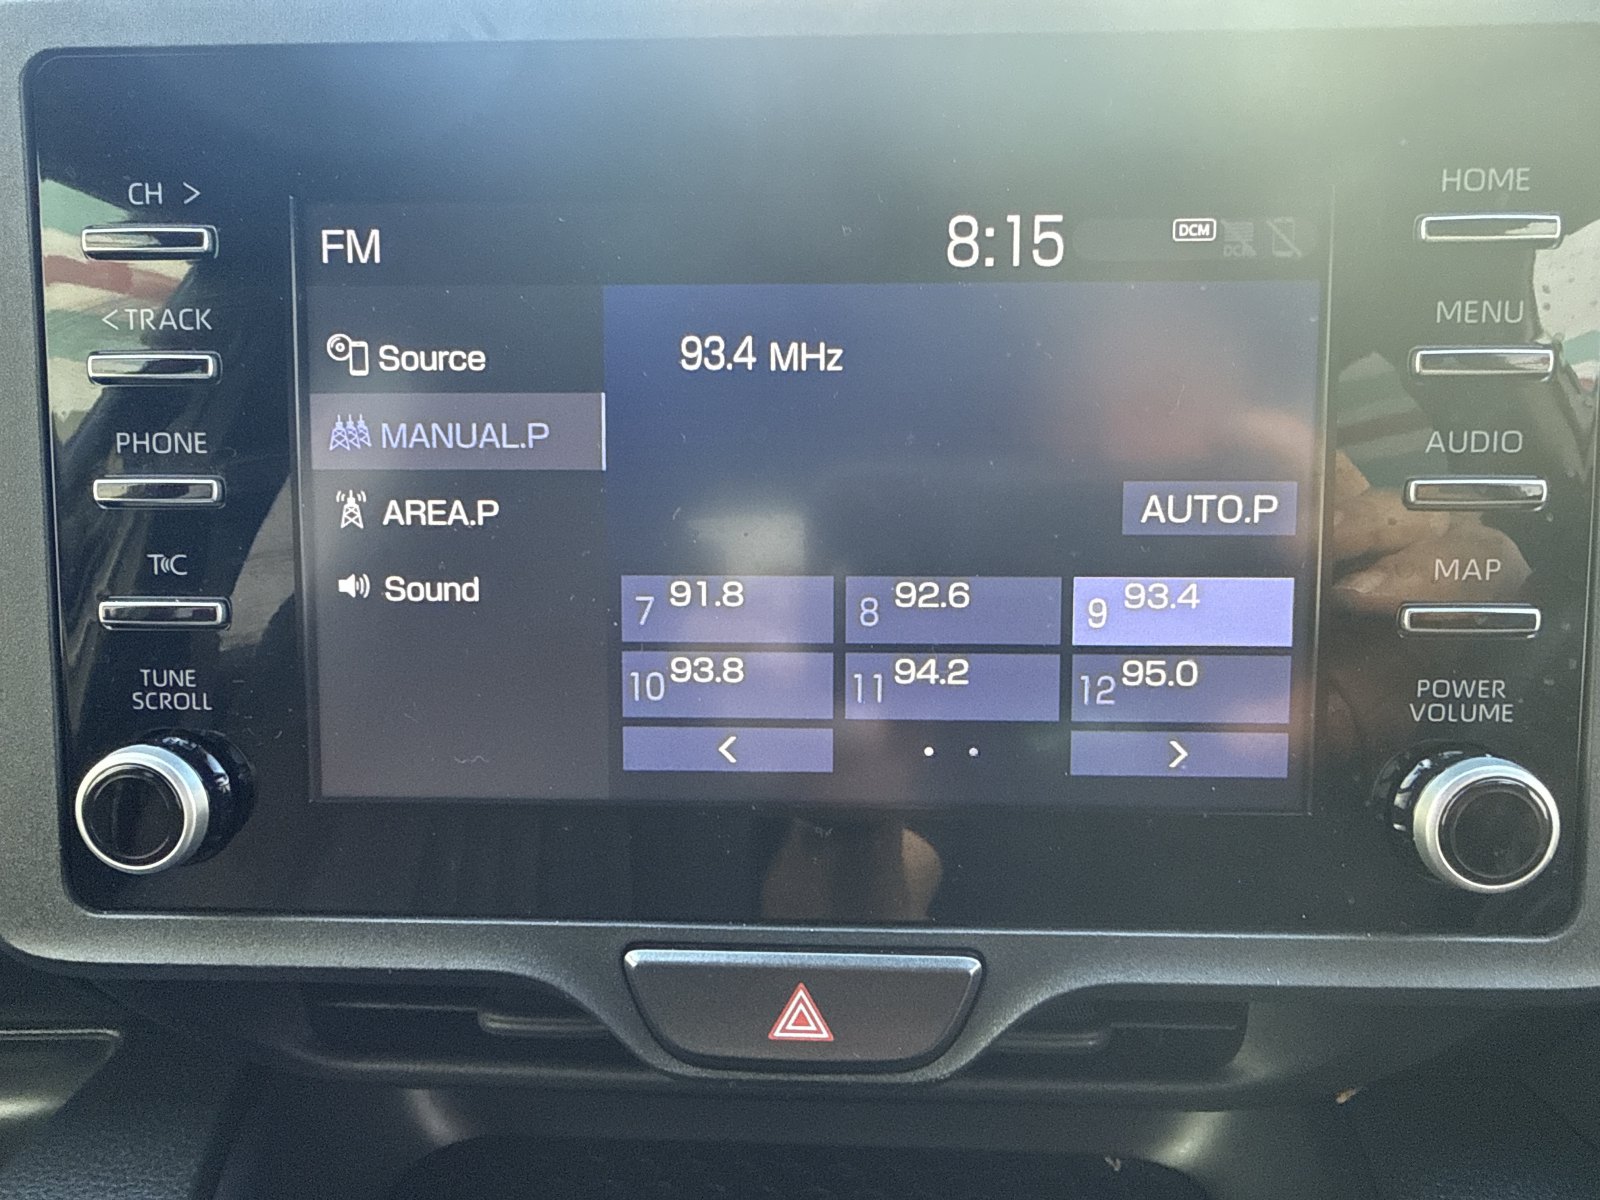 CH >
< TRACK
PHONE
T C
TUNE
SCROLL
FM
8:15
DCM
DCM
Source
MANUAL.P
AREA.P
Sound
93.4 MHz
AUTO.P
7 91.8
8 92.6
9 93.4
10 93.8
11 94.2
12 95.0
<
>
HOME
MENU
AUDIO
MAP
POWER
VOLUME